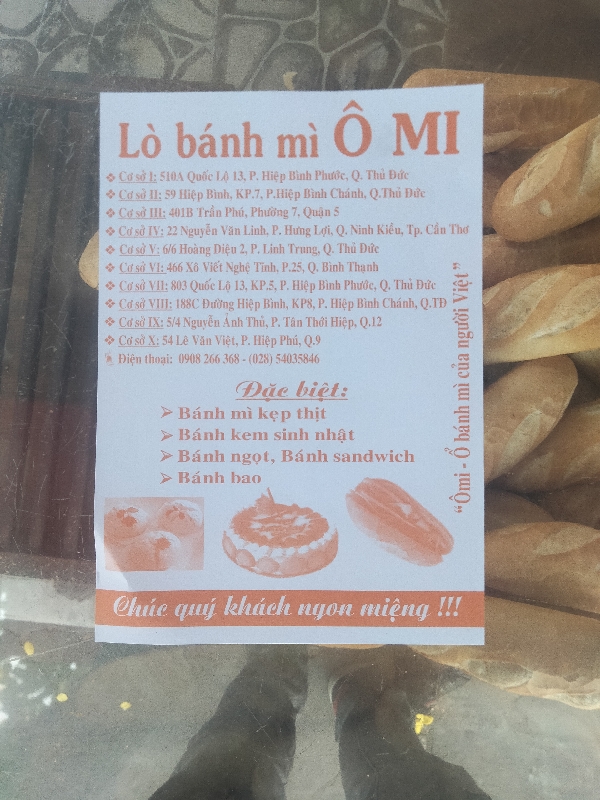 Lò bánh mì Ô MI
❖ Cơ sở I: 510A Quốc Lộ 13, P. Hiệp Bình Phước, Q. Thủ Đức
❖ Cơ sở II: 59 Hiệp Bình, KP.7, P.Hiệp Bình Chánh, Q.Thủ Đức
❖ Cơ sở III: 401B Trần Phú, Phường 7, Quận 5
❖ Cơ sở IV: 22 Nguyễn Văn Linh, P. Hưng Lợi, Q. Ninh Kiều, Tp. Cần Thơ
❖ Cơ sở V: 6/6 Hoàng Diệu 2, P. Linh Trung, Q. Thủ Đức
❖ Cơ sở VI: 466 Xô Viết Nghệ Tĩnh, P.25, Q. Bình Thạnh
❖ Cơ sở VII: 803 Quốc Lộ 13, KP.5, P. Hiệp Bình Phước, Q. Thủ Đức
❖ Cơ sở VIII: 188C Đường Hiệp Bình, KP8, P. Hiệp Bình Chánh, Q.TĐ
❖ Cơ sở IX: 5/4 Nguyễn Ảnh Thủ, P. Tân Thới Hiệp, Q.12
❖ Cơ sở X: 54 Lê Văn Việt, P. Hiệp Phú, Q.9
Điện thoại: 0908 266 368 - (028) 54035846
Đặc biệt:
➢ Bánh mì kẹp thịt
➢ Bánh kem sinh nhật
➢ Bánh ngọt, Bánh sandwich
➢ Bánh bao
"Ômi - Ổ bánh mì của người Việt"
Chúc quý khách ngon miệng !!!